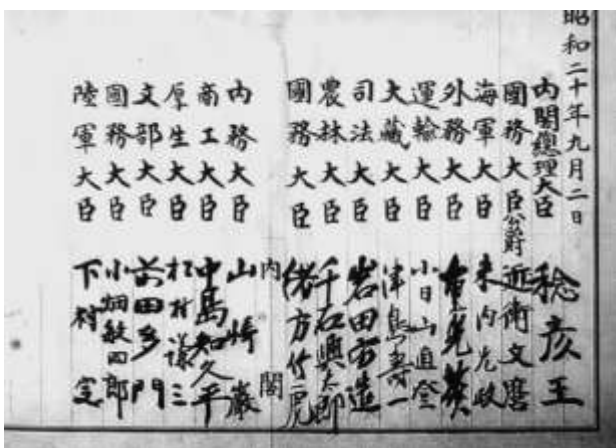 昭和二十年九月二日
内閣總理大臣 稔彦王
國務大臣公爵 近衛文麿
海軍大臣 米内光政
外務大臣 重光葵
運輸大臣 小日山直登
大藏大臣 津島壽一
司法大臣 岩田宙造
農林大臣 千石興太郎
國務大臣 緒方竹虎
内閣
内務大臣 山崎巖
商工大臣 中島知久平
厚生大臣 松村謙三
文部大臣 前田多門
國務大臣 小畑敏四郎
陸軍大臣 下村定